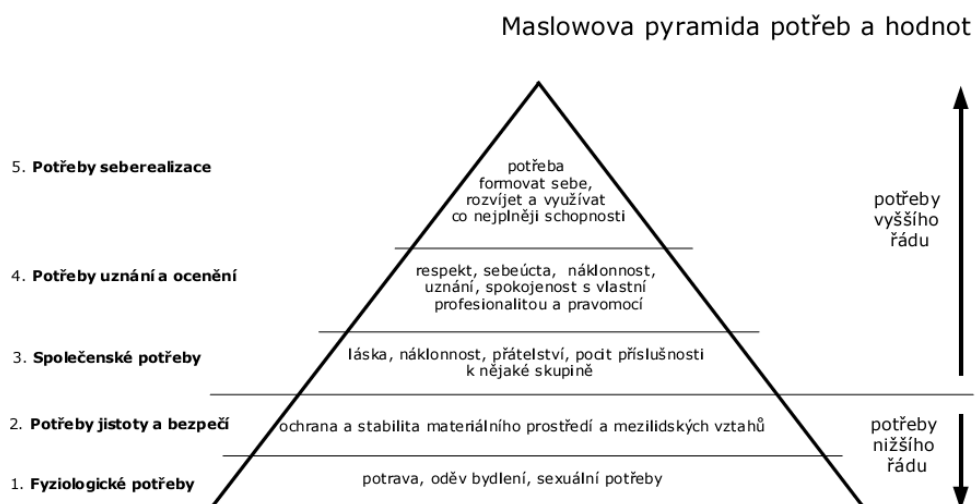 Maslowova pyramida potřeb a hodnot
5. Potřeby seberealizace
potřeba
formovat sebe,
rozvíjet a využívat
co nejplněji schopnosti
potřeby
vyššího
řádu
4. Potřeby uznání a ocenění
respekt, sebeúcta, náklonnost,
uznání, spokojenost s vlastní
profesionalitou a pravomocí
3. Společenské potřeby
láska, náklonnost, přátelství, pocit příslušnosti
k nějaké skupině
2. Potřeby jistoty a bezpečí
ochrana a stabilita materiálního prostředí a mezilidských vztahů
potřeby
nižšího
řádu
1. Fyziologické potřeby
potrava, oděv bydlení, sexuální potřeby